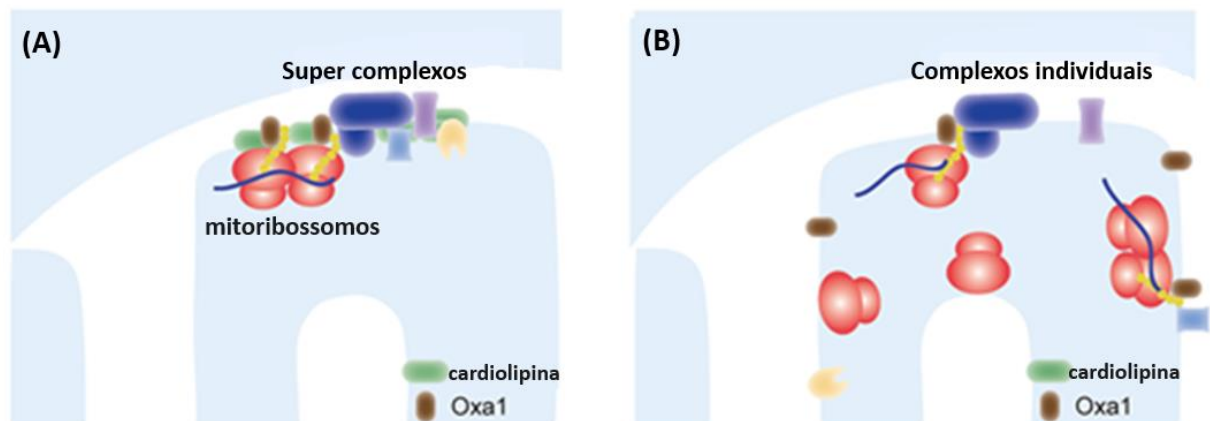 (A)
Super complexos
mitoribossomos
cardiolipina
Oxa1
(B)
Complexos individuais
cardiolipina
Oxa1